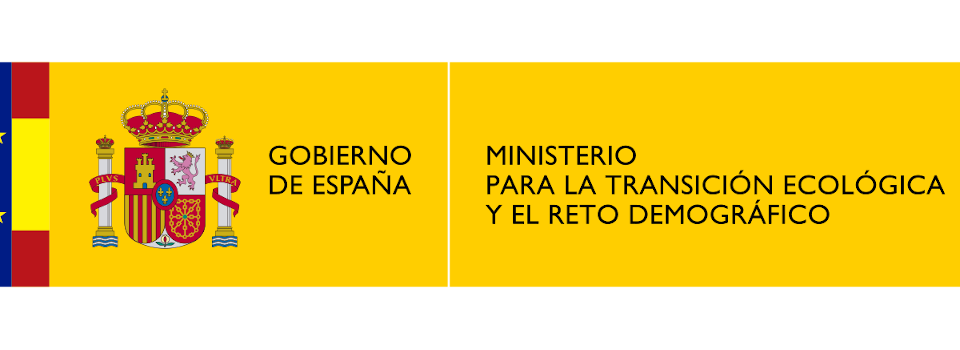 GOBIERNO
DE ESPAÑA
MINISTERIO
PARA LA TRANSICIÓN ECOLÓGICA
Y EL RETO DEMOGRÁFICO
PLVS VLTRA